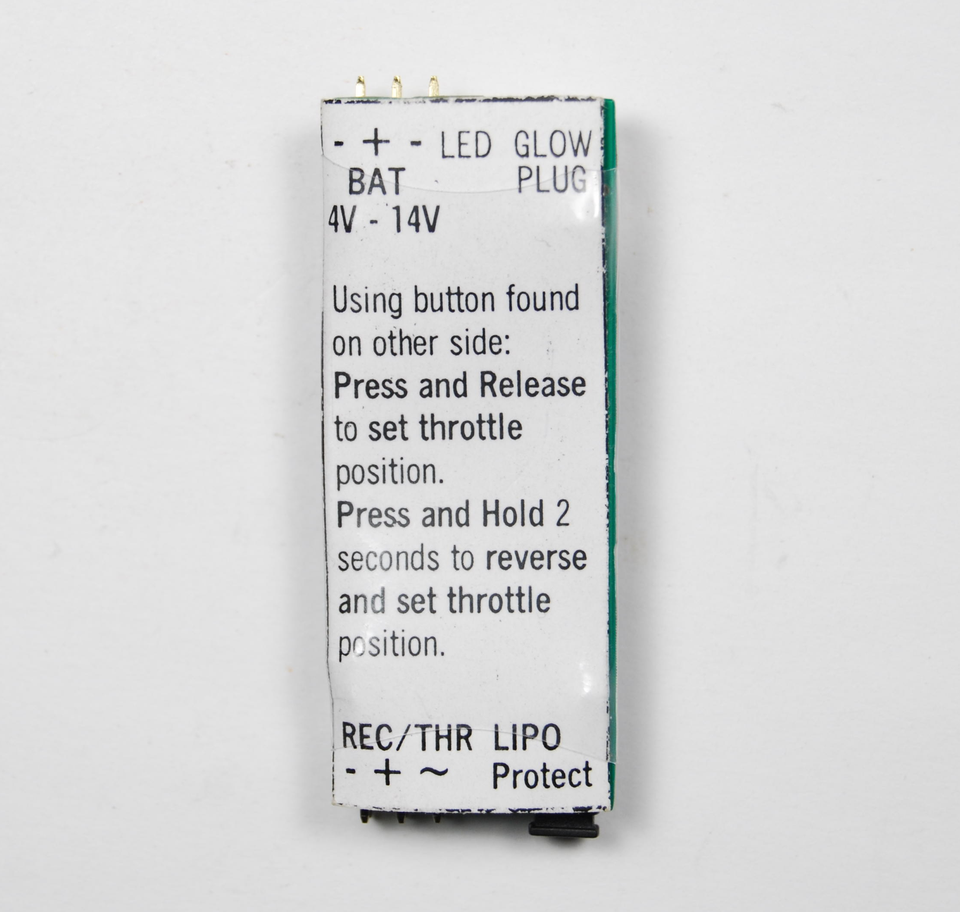 - + - LED GLOW
BAT PLUG
4V - 14V
Using button found
on other side:
Press and Release
to set throttle
position.
Press and Hold 2
seconds to reverse
and set throttle
position.
REC/THR LIPO
- + ~ Protect